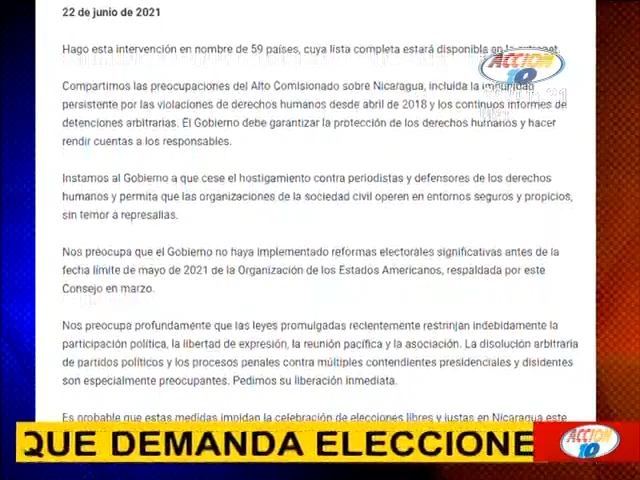 22 de junio de 2021
Hago esta intervención en nombre de 59 países, cuya lista completa estará disponible en la
Compartimos las preocupaciones del Alto Comisionado sobre Nicaragua, incluida la impunidad
persistente por las violaciones de derechos humanos desde abril de 2018 y los continuos informes de
detenciones arbitrarias. El Gobierno debe garantizar la protección de los derechos humanos y hacer
rendir cuentas a los responsables.
Instamos al Gobierno a que cese el hostigamiento contra periodistas y defensores de los derechos
humanos y permita que las organizaciones de la sociedad civil operen en entornos seguros y propicios,
sin temor a represalias.
Nos preocupa que el Gobierno no haya implementado reformas electorales significativas antes de la
fecha límite de mayo de 2021 de la Organización de los Estados Americanos, respaldada por este
Consejo en marzo.
Nos preocupa profundamente que las leyes promulgadas recientemente restrinjan indebidamente la
participación política, la libertad de expresión, la reunión pacífica y la asociación. La disolución arbitraria
de partidos políticos y los procesos penales contra múltiples contendientes presidenciales y disidentes
son especialmente preocupantes. Pedimos su liberación inmediata.
Es probable que estas medidas impidan la celebración de elecciones libres y justas en Nicaragua este
ACCION
10
QUE DEMANDA ELECCIONE
ACCION
10